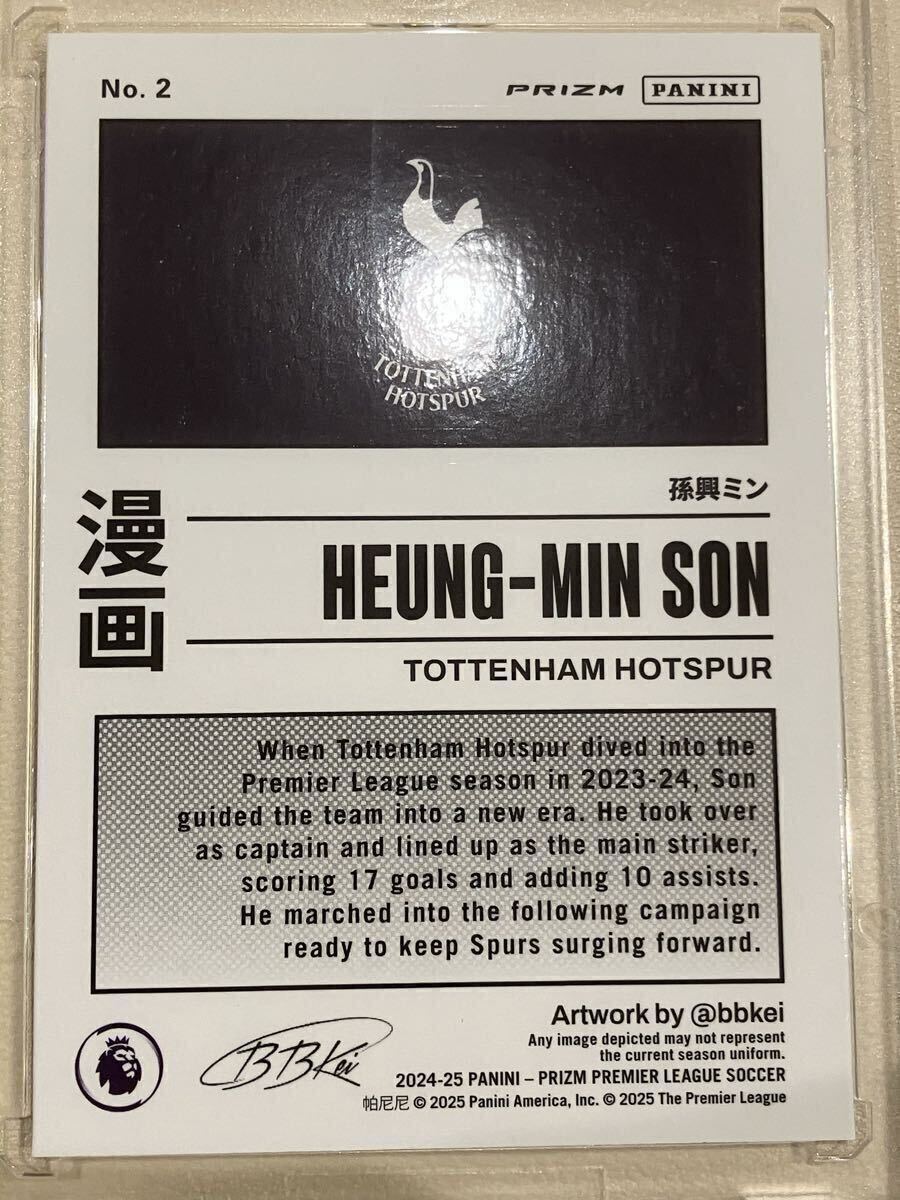 No. 2
PRIZM PANINI
TOTTENHAM
HOTSPUR
孫興ミン
漫画
HEUNG-MIN SON
TOTTENHAM HOTSPUR
When Tottenham Hotspur dived into the
Premier League season in 2023-24, Son
guided the team into a new era. He took over
as captain and lined up as the main striker,
scoring 17 goals and adding 10 assists.
He marched into the following campaign
ready to keep Spurs surging forward.
Artwork by @bbkei
Any image depicted may not represent
the current season uniform.
BBKei
2024-25 PANINI – PRIZM PREMIER LEAGUE SOCCER
帕尼尼 © 2025 Panini America, Inc. © 2025 The Premier League